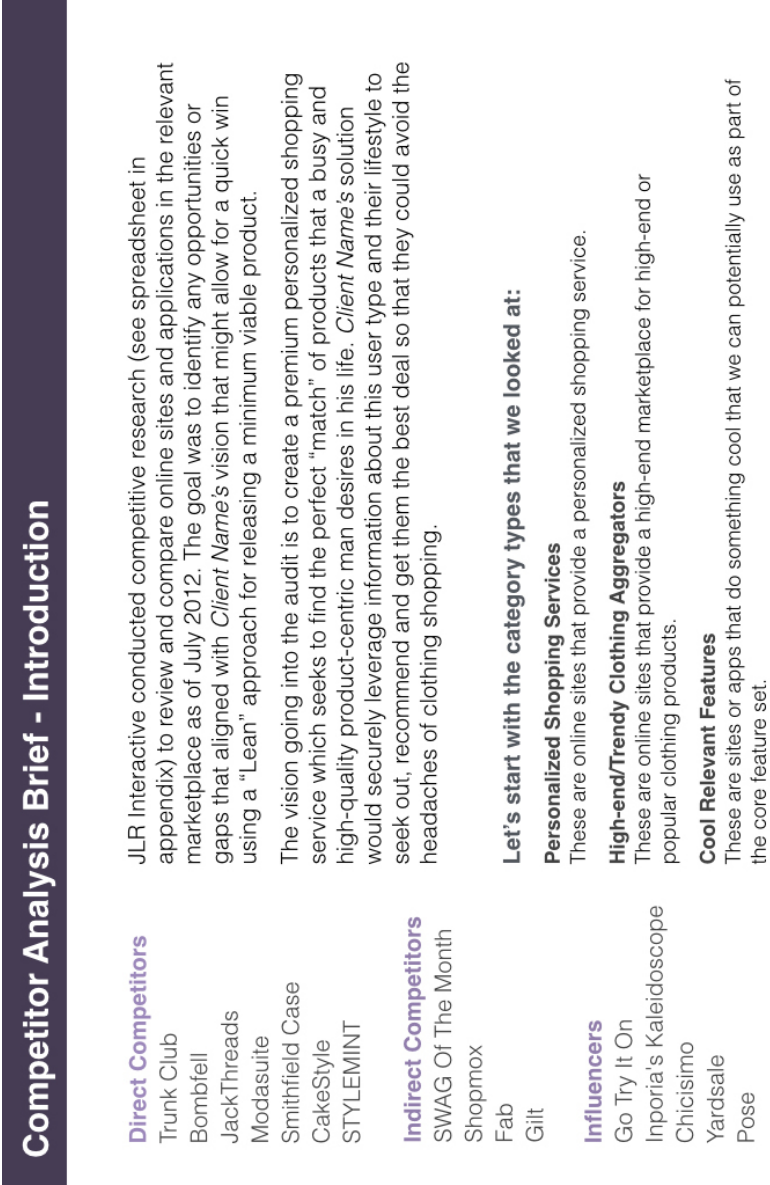 Competitor Analysis Brief - Introduction
Direct Competitors
Trunk Club
Bombfell
JackThreads
Modasuite
Smithfield Case
CakeStyle
STYLEMINT
Indirect Competitors
SWAG Of The Month
Shopmox
Fab
Gilt
Influencers
Go Try It On
Inporia's Kaleidoscope
Chicisimo
Yardsale
Pose
JLR Interactive conducted competitive research (see spreadsheet in
appendix) to review and compare online sites and applications in the relevant
marketplace as of July 2012. The goal was to identify any opportunities or
gaps that aligned with Client Name's vision that might allow for a quick win
using a “Lean” approach for releasing a minimum viable product.
The vision going into the audit is to create a premium personalized shopping
service which seeks to find the perfect “match” of products that a busy and
high-quality product-centric man desires in his life. Client Name's solution
would securely leverage information about this user type and their lifestyle to
seek out, recommend and get them the best deal so that they could avoid the
headaches of clothing shopping.
Let's start with the category types that we looked at:
Personalized Shopping Services
These are online sites that provide a personalized shopping service.
High-end/Trendy Clothing Aggregators
These are online sites that provide a high-end marketplace for high-end or
popular clothing products.
Cool Relevant Features
These are sites or apps that do something cool that we can potentially use as part of
the core feature set.